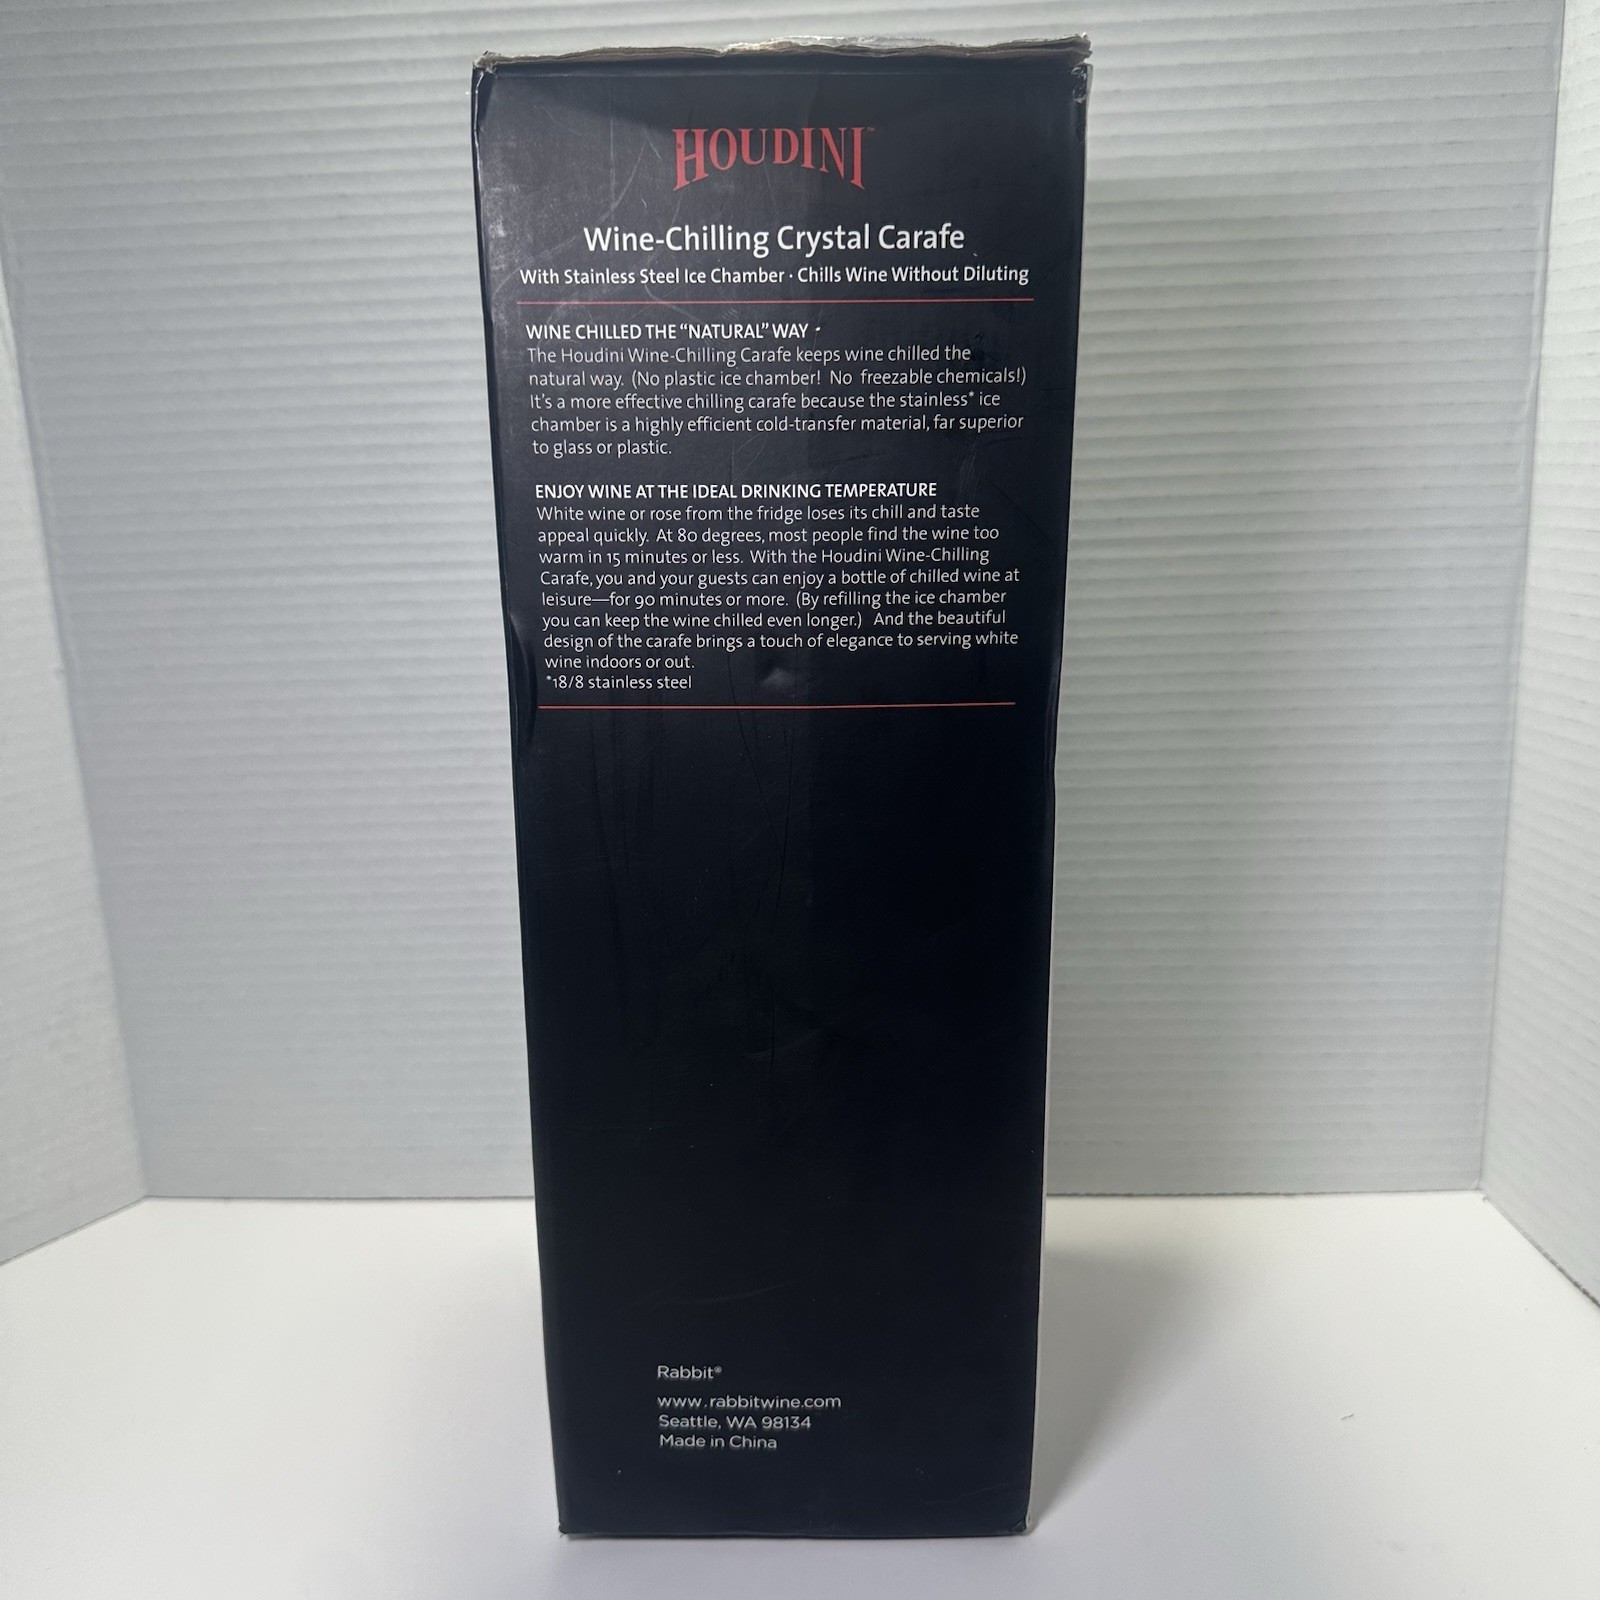 HOUDINI™
Wine-Chilling Crystal Carafe
With Stainless Steel Ice Chamber · Chills Wine Without Diluting
WINE CHILLED THE “NATURAL” WAY -
The Houdini Wine-Chilling Carafe keeps wine chilled the
natural way. (No plastic ice chamber! No freezable chemicals!)
It’s a more effective chilling carafe because the stainless* ice
chamber is a highly efficient cold-transfer material, far superior
to glass or plastic.
ENJOY WINE AT THE IDEAL DRINKING TEMPERATURE
White wine or rose from the fridge loses its chill and taste
appeal quickly. At 80 degrees, most people find the wine too
warm in 15 minutes or less. With the Houdini Wine-Chilling
Carafe, you and your guests can enjoy a bottle of chilled wine at
leisure—for 90 minutes or more. (By refilling the ice chamber
you can keep the wine chilled even longer.) And the beautiful
design of the carafe brings a touch of elegance to serving white
wine indoors or out.
*18/8 stainless steel
Rabbit®
www.rabbitwine.com
Seattle, WA 98134
Made in China